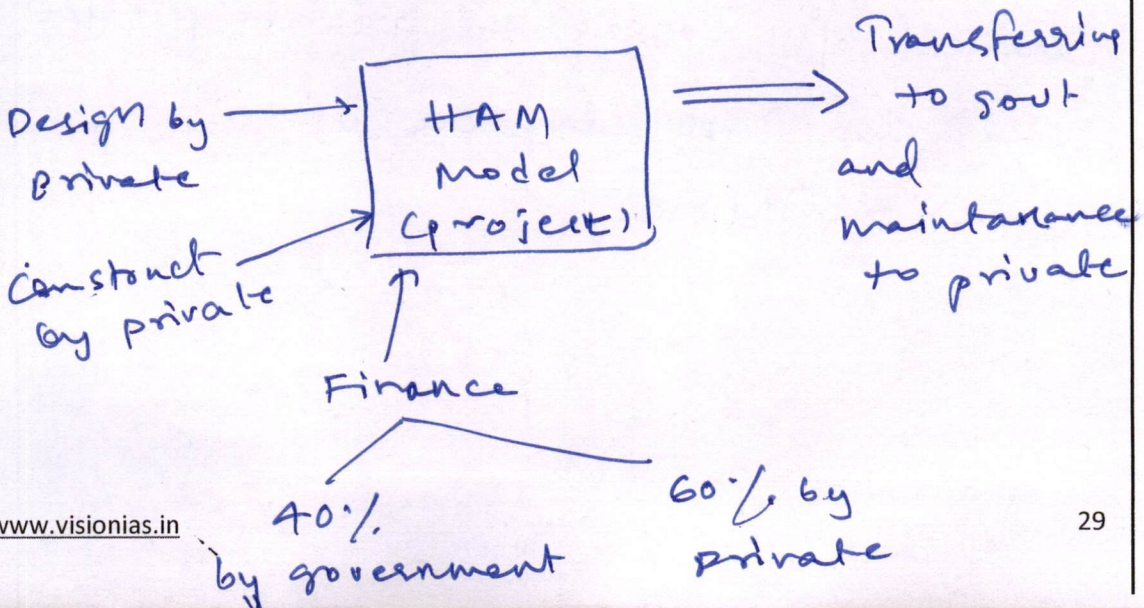 Design by
Private
Construct
by private
HAM
Model
(project)
Transferring
to govt
and
maintanance
to private
Finance
40%
by government
60% by
private
www.visionias.in
29